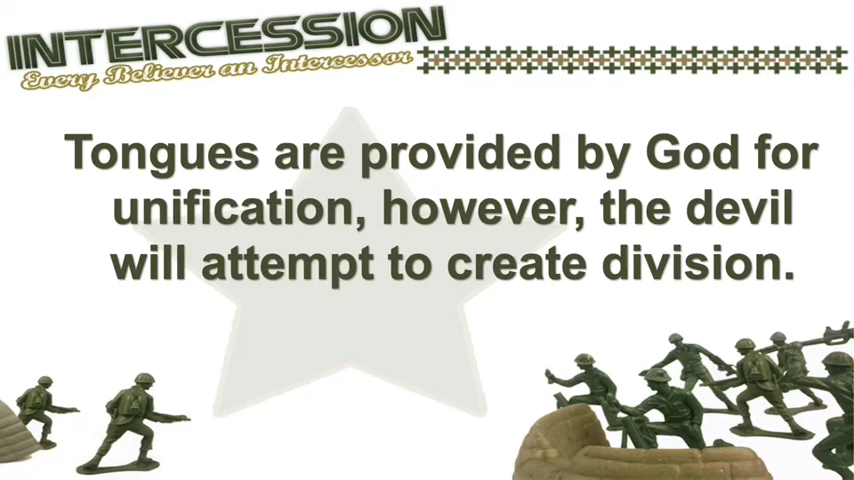 INTERCESSION
Every Believer an Intercessor
Tongues are provided by God for
unification, however, the devil
will attempt to create division.